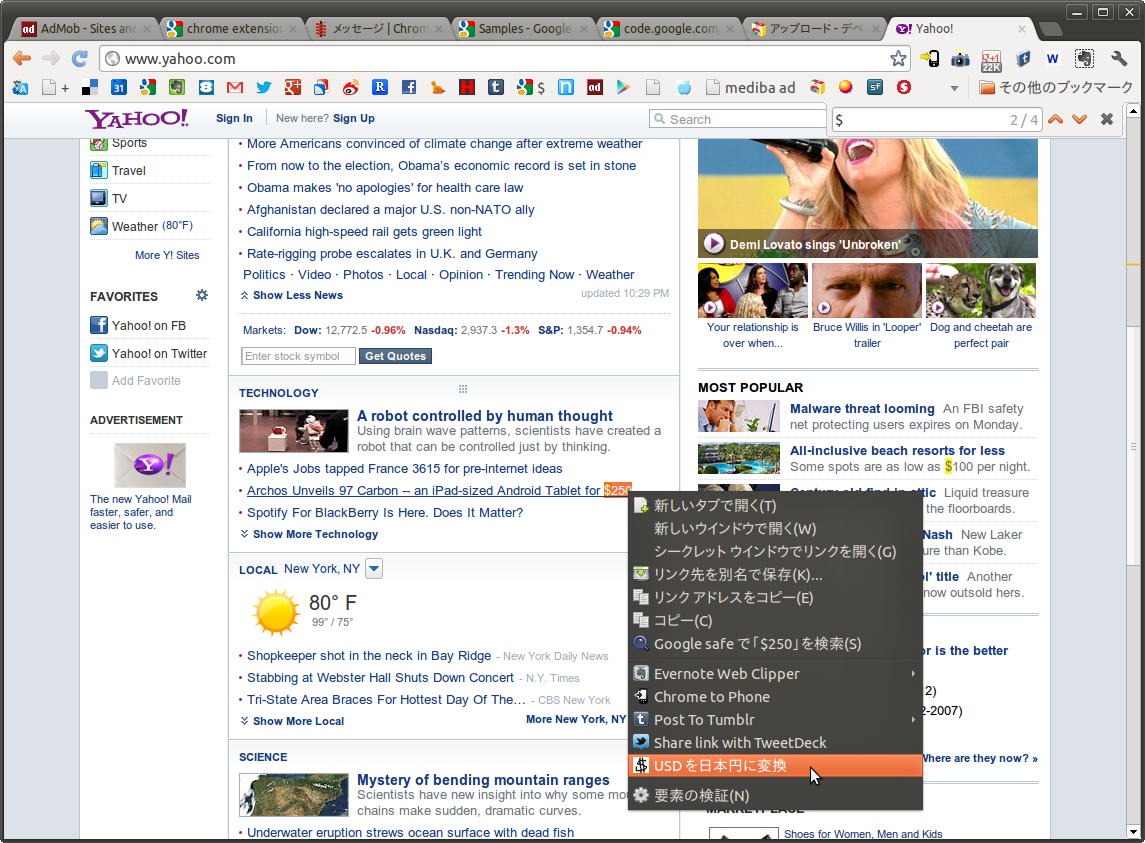 AdMob - Sites and
chrome extension
メッセージ | Chrom
Samples - Google
code.google.com
アップロード - デベ
Yahoo!
www.yahoo.com
22K
+
31
$
mediba ad
その他のブックマーク
YAHOO!
Sign In
New here? Sign Up
Search
$
2 / 4
Sports
Travel
TV
Weather (80°F)
More Y! Sites
FAVORITES
Yahoo! on FB
Yahoo! on Twitter
Add Favorite
ADVERTISEMENT
Y!
The new Yahoo! Mail
faster, safer, and
easier to use.
More Americans convinced of climate change after extreme weather
From now to the election, Obama's economic record is set in stone
Obama makes 'no apologies' for health care law
Afghanistan declared a major U.S. non-NATO ally
California high-speed rail gets green light
Rate-rigging probe escalates in U.K. and Germany
Politics · Video · Photos · Local · Opinion · Trending Now · Weather
Show Less News
updated 10:29 PM
Markets: Dow: 12,772.5 -0.96% Nasdaq: 2,937.3 -1.3% S&P: 1,354.7 -0.94%
Enter stock symbol
Get Quotes
TECHNOLOGY
A robot controlled by human thought
Using brain wave patterns, scientists have created a
robot that can be controlled just by thinking.
Apple's Jobs tapped France 3615 for pre-internet ideas
Archos Unveils 97 Carbon -- an iPad-sized Android Tablet for $250
Spotify For BlackBerry Is Here. Does It Matter?
Show More Technology
LOCAL New York, NY
80° F
99° / 75°
Shopkeeper shot in the neck in Bay Ridge - New York Daily News
Stabbing at Webster Hall Shuts Down Concert - N.Y. Times
Tri-State Area Braces For Hottest Day Of The… - CBS New York
Show More Local
More New York, NY
SCIENCE
Mystery of bending mountain ranges
Scientists have new insight into why some mou
chains make sudden, dramatic curves.
Underwater eruption strews ocean surface with dead fish
Demi Lovato sings 'Unbroken'
Your relationship is
over when...
Bruce Willis in 'Looper'
trailer
Dog and cheetah are
perfect pair
MOST POPULAR
Malware threat looming An FBI safety
net protecting users expires on Monday.
All-inclusive beach resorts for less
Some spots are as low as $100 per night.
Century-old find in attic Liquid treasure
the floorboards.
Nash New Laker
ure than Kobe.
ol' title Another
now outsold hers.
or is the better
2)
2-2007)
Where are they now? »
MARKETPLACE
Shoes for Women, Men and Kids
新しいタブで開く(T)
新しいウインドウで開く(W)
シークレット ウインドウでリンクを開く(G)
リンク先を別名で保存(K)...
リンク アドレスをコピー(E)
コピー(C)
Google safe で「$250」を検索(S)
Evernote Web Clipper
Chrome to Phone
Post To Tumblr
Share link with TweetDeck
USD を日本円に変換
要素の検証(N)